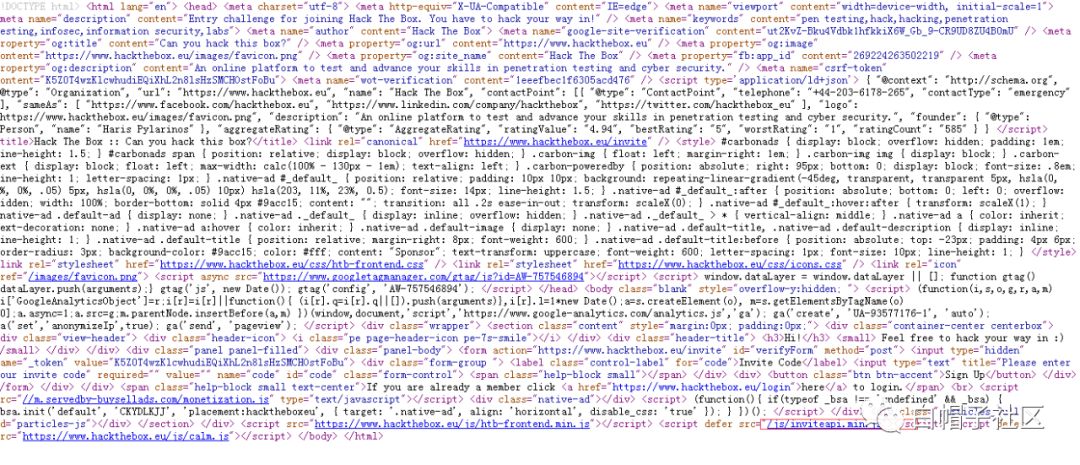 !DOCTYPE html> <html lang="en"> <head> <meta charset="utf-8"> <meta http-equiv="X-UA-Compatible" content="IE=edge"> <meta name="viewport" content="width=device-width, initial-scale=1">
meta name="description" content="Entry challenge for joining Hack The Box. You have to hack your way in!" /> <meta name="keywords" content="pen testing,hack,hacking,penetration
esting,infosec,information security,labs"> <meta name="author" content="Hack The Box"> <meta name="google-site-verification" content=
property="og:title" content="Can you hack this box?" /> <meta property="og:url" content="https://www.hackthebox.eu" /> <meta property="og:image"
content="https://www.hackthebox.eu/images/favicon.png" /> <meta property="og:site_name" content="Hack The Box" /> <meta property="fb:app_id" content="269224263502219" /> <meta
roperty="og:description" content="An online platform to test and advance your skills in penetration testing and cyber security." /> <meta name="csrf-token"
content= <meta name="wot-verification" content="1eeefbec1f6305acd476" /> <script type='application/ld+json'> { "@context": "http://schema.org",
@type": "Organization", "url": "https://www.hackthebox.eu", "name": "Hack The Box", "contactPoint": [{ "@type": "ContactPoint", "telephone": "+44-203-6178-265", "contactType": "emergency"
], "sameAs": [ "https://www.facebook.com/hackthebox.eu", "https://www.linkedin.com/company/hackthebox", "https://twitter.com/hackthebox_eu" ], "logo":
https://www.hackthebox.eu/images/favicon.png", "description": "An online platform to test and advance your skills in penetration testing and cyber security.", "founder": { "@type":
Person", "name": "Haris Pylarinos" }, "aggregateRating": { "@type": "AggregateRating", "ratingValue": "4.94", "bestRating": "5", "worstRating": "1", "ratingCount": "585" } } </script>
title>Hack The Box :: Can you hack this box?</title> <link rel="canonical" href="https://www.hackthebox.eu/invite" /> <style> #carbonads { display: block; overflow: hidden; padding: 1em;
ine-height: 1.5; } #carbonads span { position: relative; display: block; overflow: hidden; } .carbon-img { float: left; margin-right: 1em; } .carbon-img img { display: block; } .carbon-
ext { display: block; float: left; max-width: calc(100% - 130px - 1em); text-align: left; } .carbon-poweredby { position: absolute; right: 95px; bottom: 0; display: block; font-size: .8em;
ine-height: 1; letter-spacing: 1px; } .native-ad #_default_ { position: relative; padding: 10px 10px; background: repeating-linear-gradient(-45deg, transparent, transparent 5px, hsla(0,
%, 0%, .05) 5px, hsla(0, 0%, 0%, .05) 10px) hsla(203, 11%, 23%, 0.5); font-size: 14px; line-height: 1.5; } .native-ad #_default_:after { position: absolute; bottom: 0; left: 0; overflow:
idden; width: 100%; border-bottom: solid 4px #9acc15; content: ""; transition: all .2s ease-in-out; transform: scaleX(0); } .native-ad #_default_:hover:after { transform: scaleX(1); }
native-ad .default-ad { display: none; } .native-ad ._default_ { display: inline; overflow: hidden; } .native-ad ._default_ > * { vertical-align: middle; } .native-ad a { color: inherit;
ext-decoration: none; } .native-ad a:hover { color: inherit; } .native-ad .default-image { display: none; } .native-ad .default-title, .native-ad .default-description { display: inline;
ine-height: 1; } .native-ad .default-title { position: relative; margin-right: 8px; font-weight: 600; } .native-ad .default-title:before { position: absolute; top: -23px; padding: 4px 6px;
order-radius: 3px; background-color: #9acc15; color: #fff; content: "Sponsor"; text-transform: uppercase; font-weight: 600; letter-spacing: 1px; font-size: 10px; line-height: 1; } </style>
link rel="stylesheet" href="https://www.hackthebox.eu/css/htb-frontend.css"> <link rel="stylesheet" href="https://www.hackthebox.eu/css/icons.css" /> <link rel="icon"
/images/favicon.png"> <script async src="https://www.googletagmanager.com/gtag/js?id=AW-757546894"></script> <script> window.dataLayer = window.dataLayer || []; function gtag()
dataLayer.push(arguments);} gtag('js', new Date()); gtag('config', 'AW-757546894'); </script> </head> <body class="blank" style="overflow-y:hidden; "> <script> (function(i,s,o,g,r,a,m)
i['GoogleAnalyticsObject']=r;i[r]=i[r]||function(){ (i[r].q=i[r].q||[]).push(arguments)},i[r].l=1*new Date();a=s.createElement(o), m=s.getElementsByTagName(o)
0];a.async=1;a.src=g;m.parentNode.insertBefore(a,m) })(window,document,'script','https://www.google-analytics.com/analytics.js','ga'); ga('create', 'UA-93577176-1', 'auto');
a('set','anonymizeIp',true); ga('send', 'pageview'); </script> <div class="wrapper"> <section class="content" style="margin:0px; padding:0px;"> <div class="container-center centerbox">
div class="view-header"> <div class="header-icon"> <i class="pe page-header-icon pe-7s-smile"></i> </div> <div class="header-title"> <h3>Hi!</h3> <small> Feel free to hack your way in :)
/small> </div> </div> <div class="panel panel-filled"> <div class="panel-body"> <form action="https://www.hackthebox.eu/invite" id="verifyForm" method="post"> <input type="hidden"
ame="_token" value= <div class="form-group"> <label class="control-label" for="code">Invite Code</label> <input type="text" title="Please enter
our invite code" required="" value="" name="code" id="code" class="form-control"> <span class="help-block small"></span> </div> <div> <button class="btn btn-accent">Sign Up</button> </div>
/form> </div> </div> <span class="help-block small text-center">If you are already a member click <a href="https://www.hackthebox.eu/login">here</a> to login.</span> <br> <script
src="//m.servedby-buysellads.com/monetization.js" type="text/javascript"></script> <div class="native-ad"></div> <script> (function(){ if(typeof _bsa !== 'undefined' && _bsa) {
bsa.init('default', 'CKYDLKJJ', 'placement:hacktheboxeu', { target: '.native-ad', align: 'horizontal', disable_css: 'true' }); } })();
d="particles-js"></div> </div> <script src="https://www.hackthebox.eu/js/htb-frontend.min.js"></script> <script defer src="/js/inviteapi.min
src="https://www.hackthebox.eu/js/calm.js"></script> </body> </html>
白帽子社区